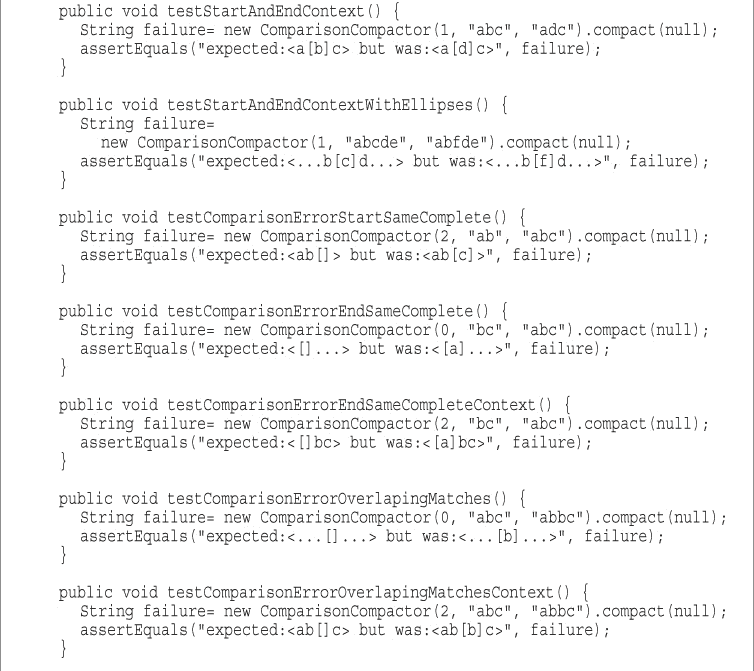 public void testStartAndEndContext() {
String failure= new ComparisonCompactor(1, "abc", "adc").compact(null);
assertEquals("expected:<a[b]c> but was:<a[d]c>", failure);
}
public void testStartAndEndContextWithEllipses() {
String failure=
new ComparisonCompactor(1, "abcde", "abfde").compact(null);
assertEquals("expected:<...b[c]d...> but was:<...b[f]d...>", failure);
}
public void testComparisonErrorStartSameComplete() {
String failure= new ComparisonCompactor(2, "ab", "abc").compact(null);
assertEquals("expected:<ab[]> but was:<ab[c]>", failure);
}
public void testComparisonErrorEndSameComplete() {
String failure= new ComparisonCompactor(0, "bc", "abc").compact(null);
assertEquals("expected:<[]...> but was:<[a]...>", failure);
}
public void testComparisonErrorEndSameCompleteContext() {
String failure= new ComparisonCompactor(2, "bc", "abc").compact(null);
assertEquals("expected:<[]bc> but was:<[a]bc>", failure);
}
public void testComparisonErrorOverlapingMatches() {
String failure= new ComparisonCompactor(0, "abc", "abbc").compact(null);
assertEquals("expected:<...[]...> but was:<...[b]...>", failure);
}
public void testComparisonErrorOverlapingMatchesContext() {
String failure= new ComparisonCompactor(2, "abc", "abbc").compact(null);
assertEquals("expected:<ab[]c> but was:<ab[b]c>", failure);
}